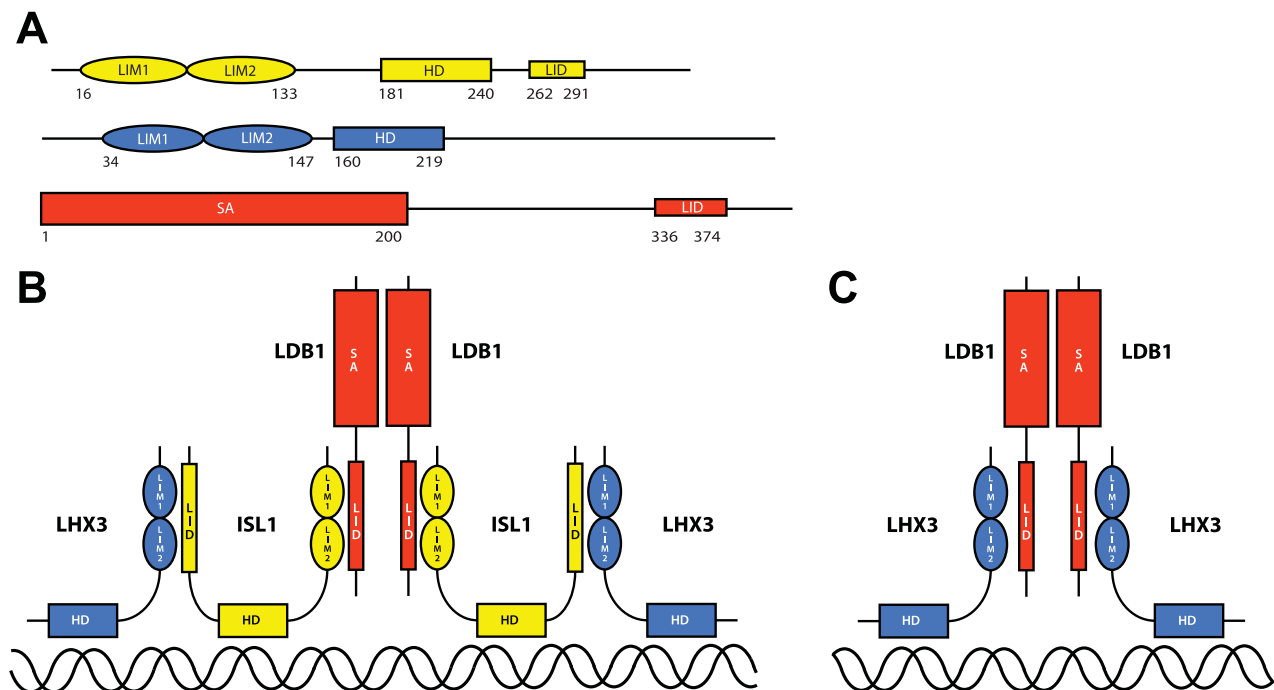 A
LIM1 LIM2 HD LID
16 133 181 240 262 291
LIM1 LIM2 HD
34 147 160 219
SA LID
1 200 336 374
B
LDB1 SA SA LDB1
LHX3 LIM1 LIM2 LID ISL1 LIM1 LIM2 LID LID LIM1 LIM2 ISL1 LID LIM1 LIM2 LHX3
HD HD HD HD
C
LDB1 SA SA LDB1
LHX3 LIM1 LIM2 LID LID LIM1 LIM2 LHX3
HD HD